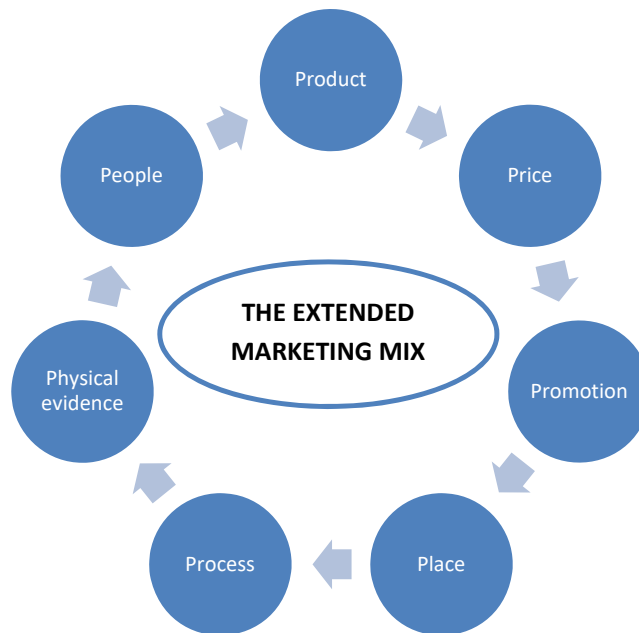 Product
Price
Promotion
Place
Process
Physical
evidence
People
THE EXTENDED
MARKETING MIX